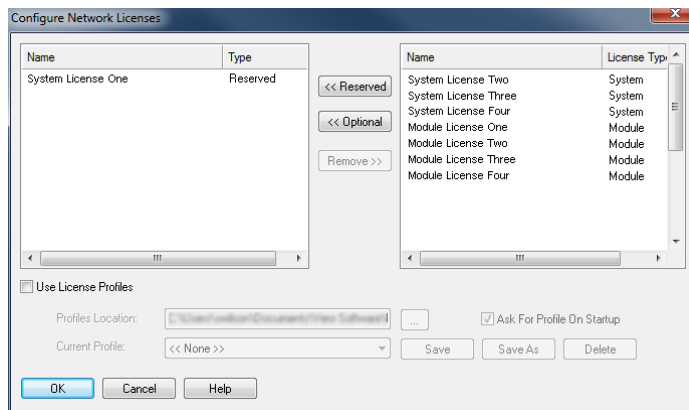 Configure Network Licenses
Name Type
System License One Reserved
<< Reserved
<< Optional
Remove >>
Name License Typ
System License Two System
System License Three System
System License Four System
Module License One Module
Module License Two Module
Module License Three Module
Module License Four Module
Use License Profiles
Profiles Location: ... Ask For Profile On Startup
Current Profile: << None >> Save Save As Delete
OK Cancel Help